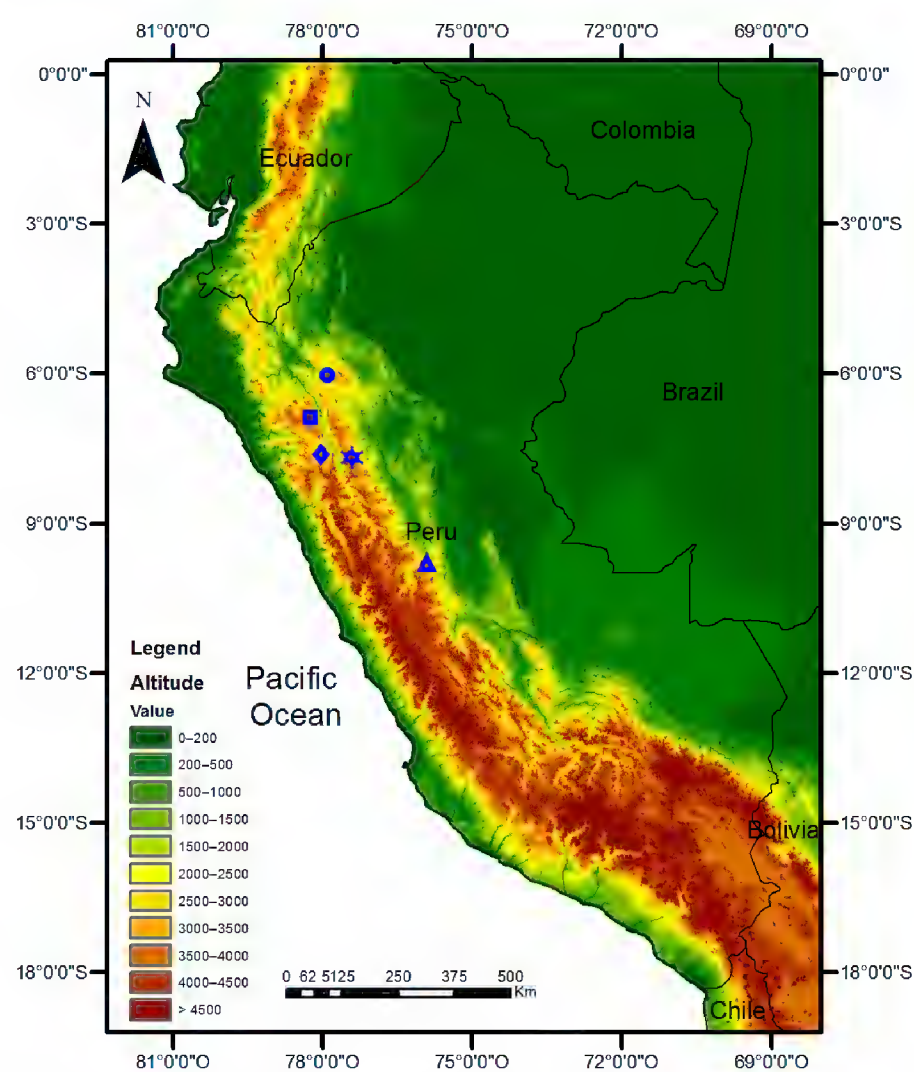 81°0'0"O 78°0'0"O 75°0'0"O 72°0'0"O 69°0'0"O
0°0'0" 0°0'0"
N
Colombia
Ecuador
3°0'0"S 3°0'0"S
6°0'0"S 6°0'0"S
Brazil
9°0'0"S 9°0'0"S
Peru
Legend
12°0'0"S 12°0'0"S
Altitude
Pacific
Ocean
Value
0–200
200–500
500–1000
1000–1500
15°0'0"S 15°0'0"S
Bolivia
1500–2000
2000–2500
2500–3000
3000–3500
3500–4000
18°0'0"S 18°0'0"S
4000–4500
0 62 5125 250 375 500
Km
> 4500
Chile
81°0'0"O 78°0'0"O 75°0'0"O 72°0'0"O 69°0'0"O